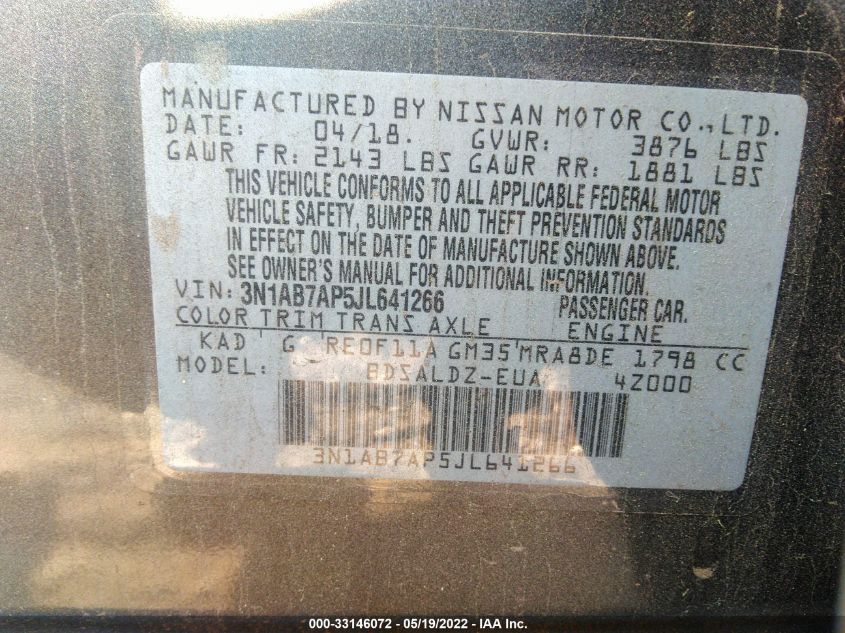 MANUFACTURED BY NISSAN MOTOR CO., LTD.
DATE: 04/18. GVWR: 3876 LBS
GAWR FR: 2143 LBS GAWR RR: 1881 LBS
THIS VEHICLE CONFORMS TO ALL APPLICABLE FEDERAL MOTOR
VEHICLE SAFETY, BUMPER AND THEFT PREVENTION STANDARDS
IN EFFECT ON THE DATE OF MANUFACTURE SHOWN ABOVE.
SEE OWNER'S MANUAL FOR ADDITIONAL INFORMATION.
VIN: 3N1AB7AP5JL641266 PASSENGER CAR.
COLOR TRIM TRANS AXLE ENGINE
KAD G RE0F11A GM35 MRA8DE 1798 CC
MODEL: BDSALDZ-EUA 4Z000
3N1AB7AP5JL641266
000-33146072 — 05/19/2022 — IAA Inc.